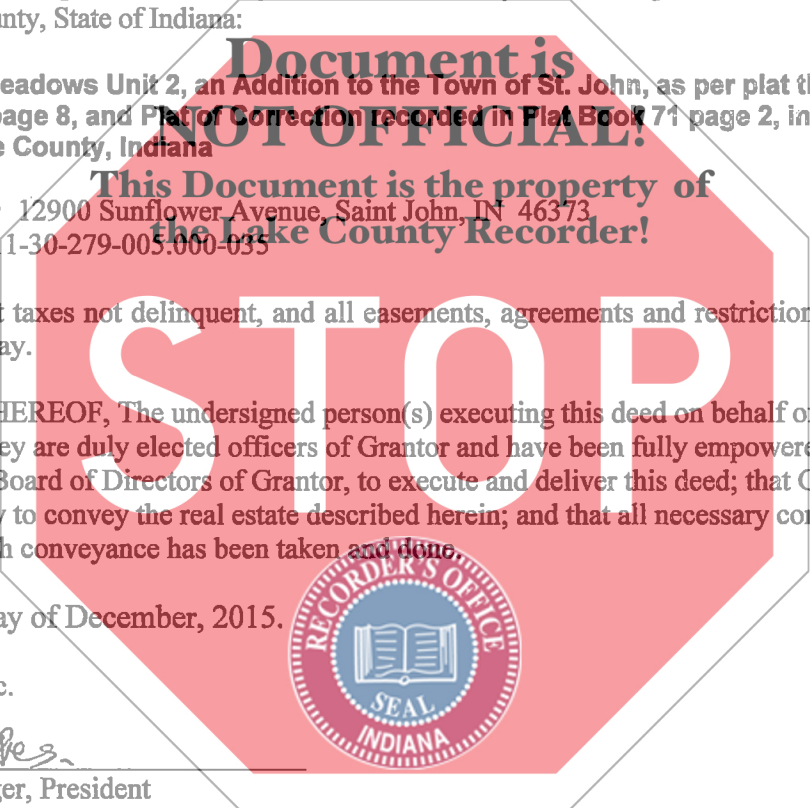 unty, State of Indiana:
Document is
eadows Unit 2, an Addition to the Town of St. John, as per plat th
page 8, and Plat of Correction recorded in Plat Book 71 page 2, in
NOT OFFICIAL!
e County, Indiana
This Document is the property of
12900 Sunflower Avenue, Saint John, IN 46373
the Lake County Recorder!
11-30-279-005.000-035
t taxes not delinquent, and all easements, agreements and restriction
ay.
STOP
HEREOF, The undersigned person(s) executing this deed on behalf o
ey are duly elected officers of Grantor and have been fully empowere
Board of Directors of Grantor, to execute and deliver this deed; that G
y to convey the real estate described herein; and that all necessary cor
h conveyance has been taken and done.
ay of December, 2015.
RECORDER'S OFFICE
SEAL
INDIANA
c.
ger, President